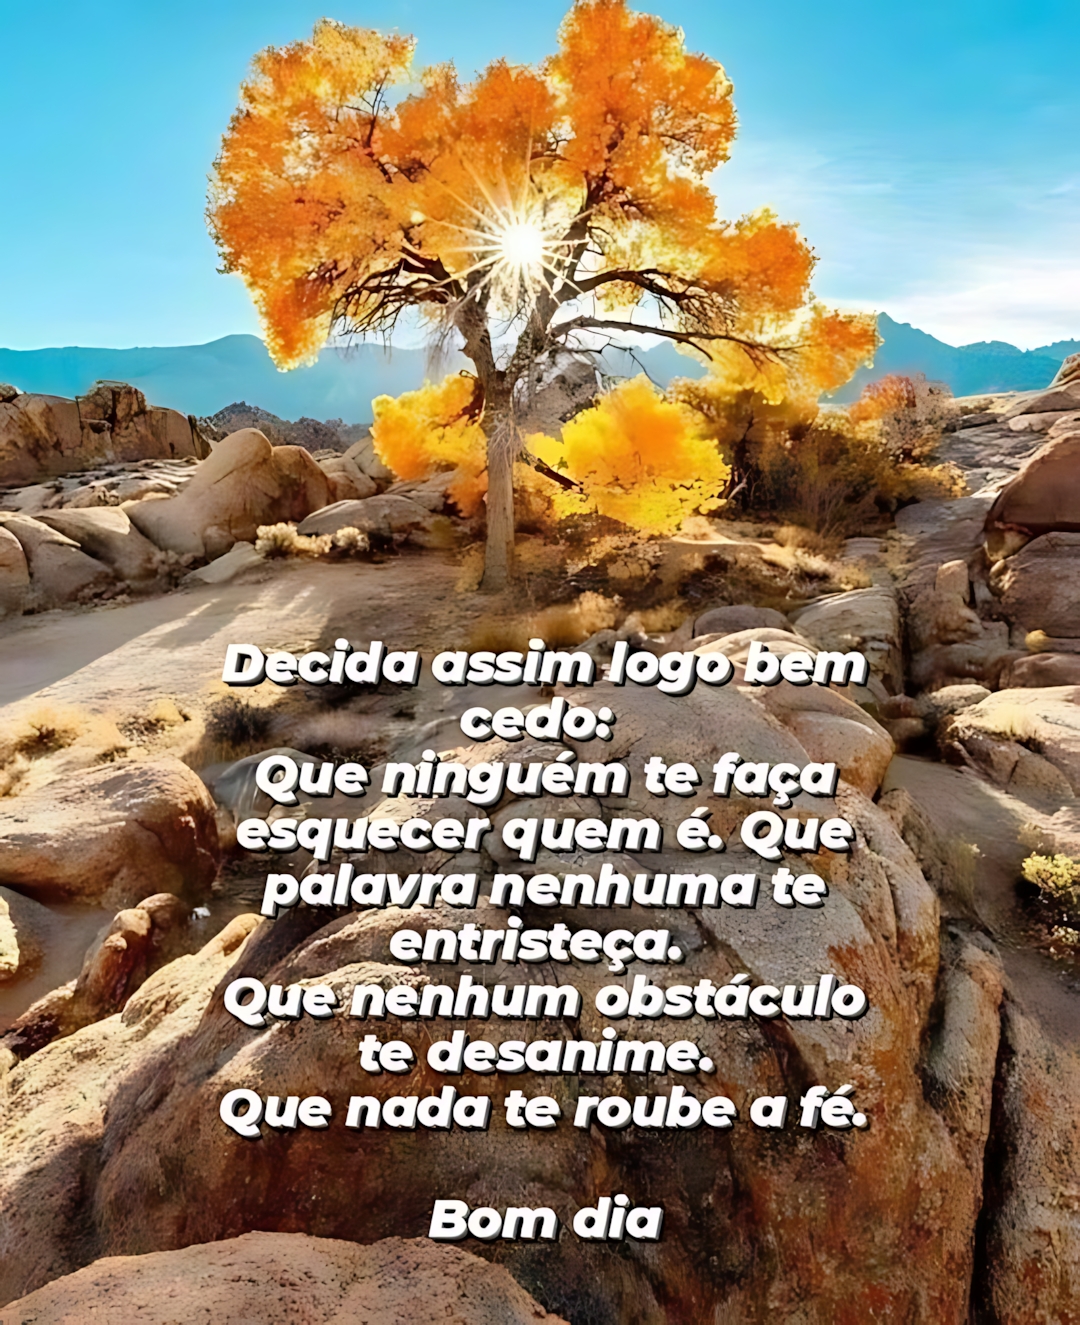 Decida assim logo bem
cedo:
Que ninguém te faça
esquecer quem é. Que
palavra nenhuma te
entristeça.
Que nenhum obstáculo
te desanime.
Que nada te roube a fé.
Bom dia